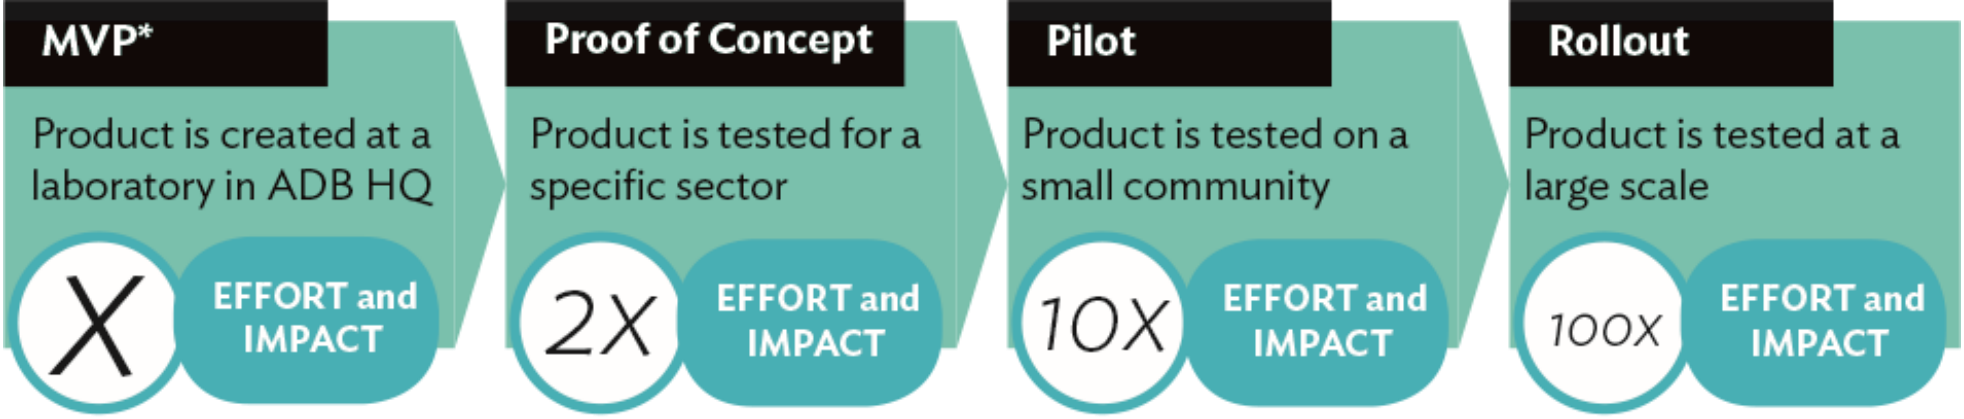 MVP*
Product is created at a
laboratory in ADB HQ
X
EFFORT and
IMPACT
Proof of Concept
Product is tested for a
specific sector
2X
EFFORT and
IMPACT
Pilot
Product is tested on a
small community
10X
EFFORT and
IMPACT
Rollout
Product is tested at a
large scale
100X
EFFORT and
IMPACT